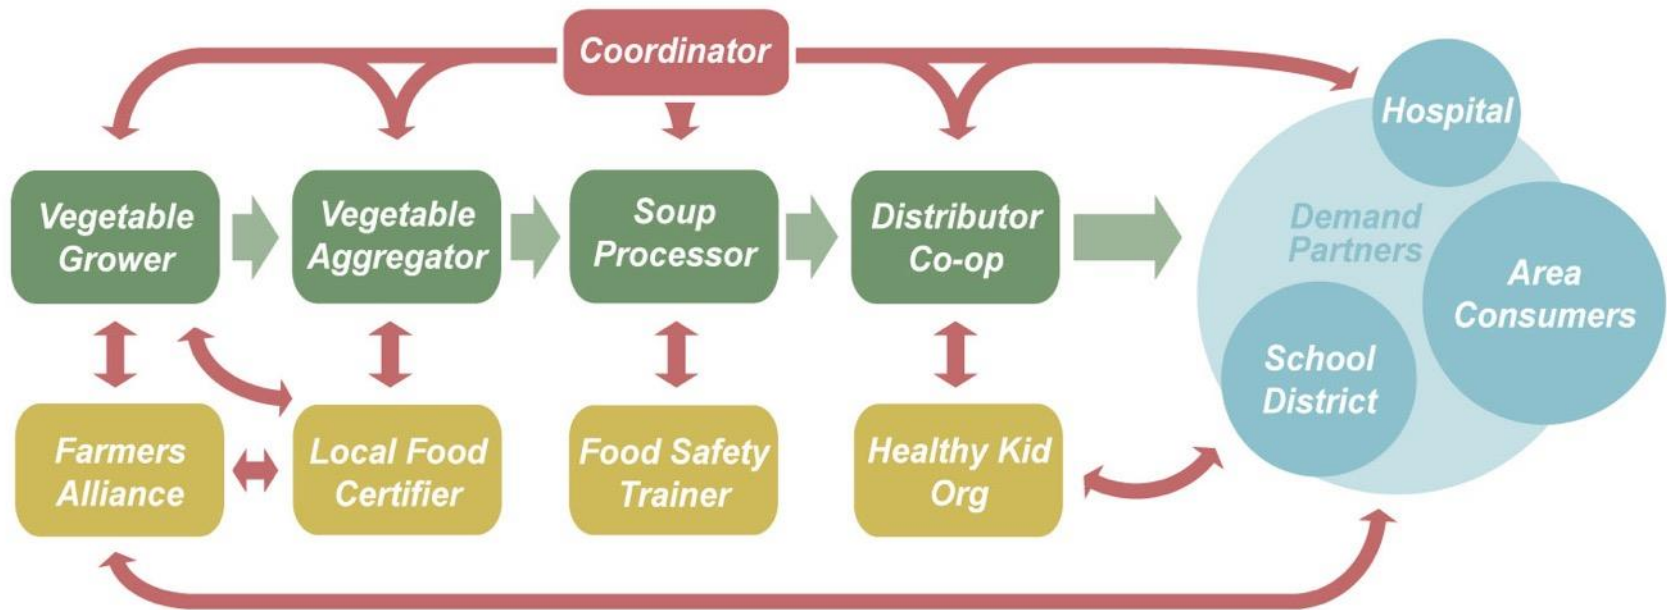 Coordinator
Hospital
Vegetable
Grower
Vegetable
Aggregator
Soup
Processor
Distributor
Co-op
Demand
Partners
Area
Consumers
School
District
Farmers
Alliance
Local Food
Certifier
Food Safety
Trainer
Healthy Kid
Org